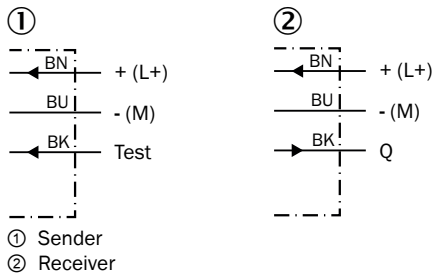 ① ②
BN + (L+) BN + (L+)
BU - (M) BU - (M)
BK Test BK Q
① Sender
② Receiver